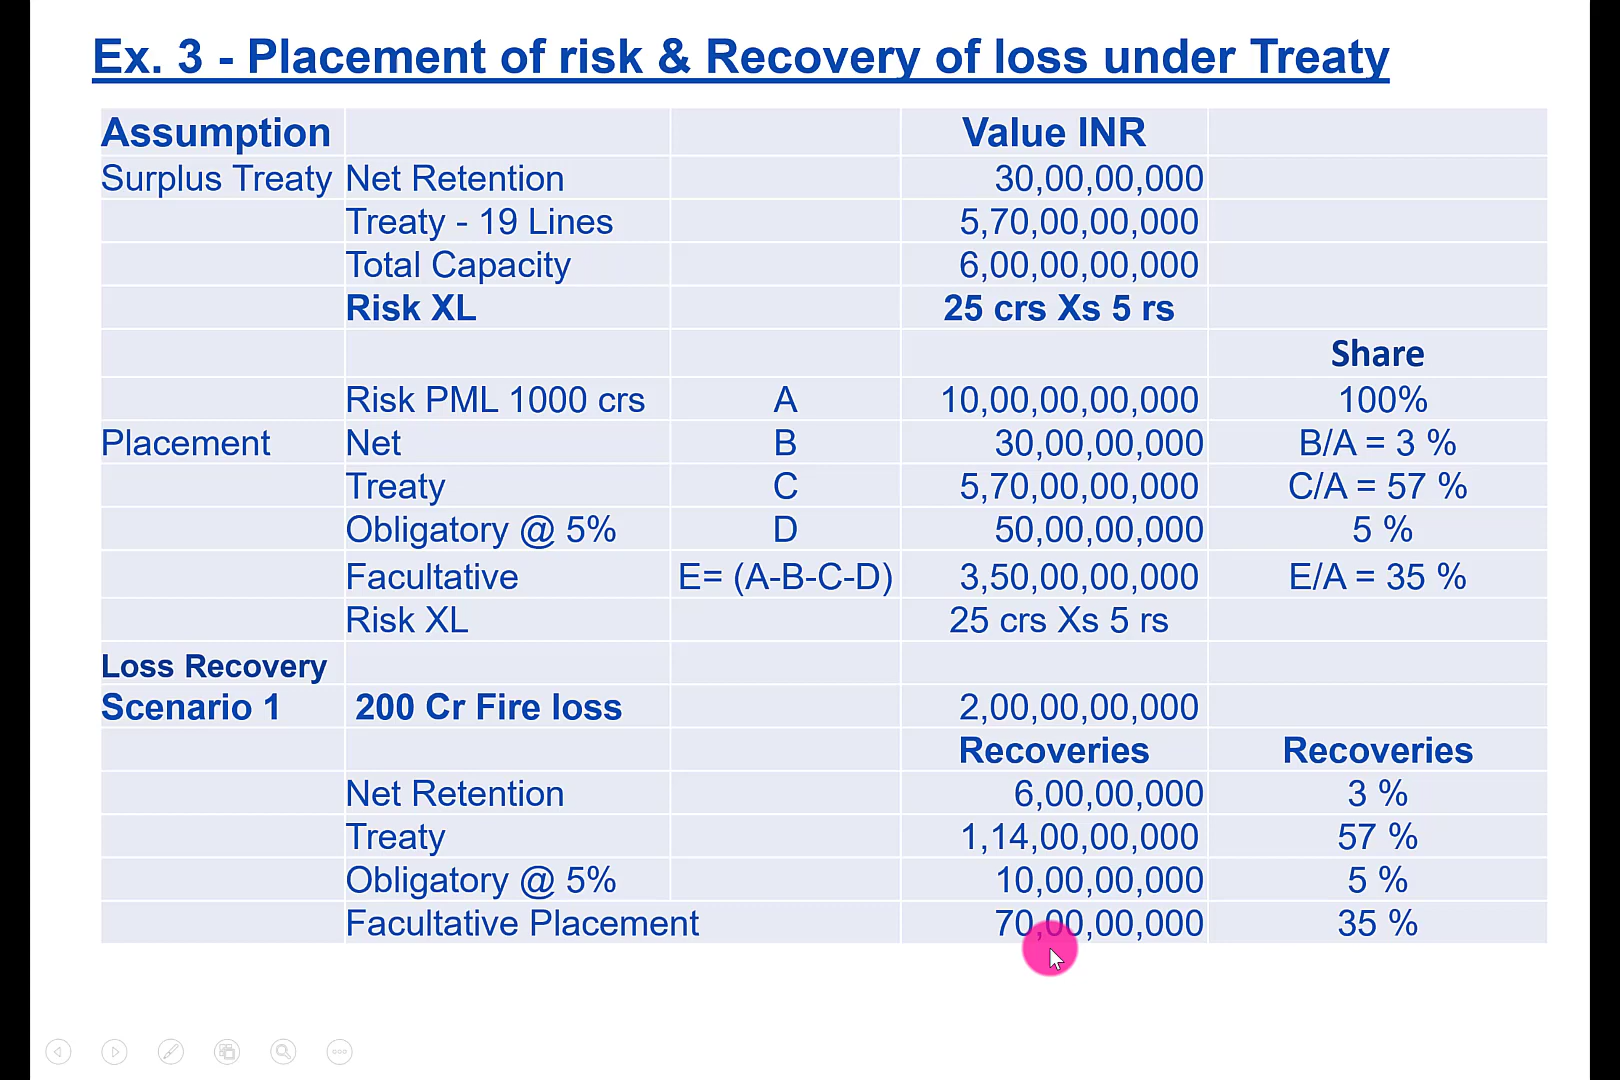 Ex. 3 - Placement of risk & Recovery of loss under Treaty
Assumption Value INR
Surplus Treaty Net Retention 30,00,00,000
Treaty - 19 Lines 5,70,00,00,000
Total Capacity 6,00,00,00,000
Risk XL 25 crs Xs 5 rs
Share
Risk PML 1000 crs A 10,00,00,00,000 100%
Placement Net B 30,00,00,000 B/A = 3 %
Treaty C 5,70,00,00,000 C/A = 57 %
Obligatory @ 5% D 50,00,00,000 5 %
Facultative E= (A-B-C-D) 3,50,00,00,000 E/A = 35 %
Risk XL 25 crs Xs 5 rs
Loss Recovery
Scenario 1 200 Cr Fire loss 2,00,00,00,000
Recoveries Recoveries
Net Retention 6,00,00,000 3 %
Treaty 1,14,00,00,000 57 %
Obligatory @ 5% 10,00,00,000 5 %
Facultative Placement 70,00,00,000 35 %